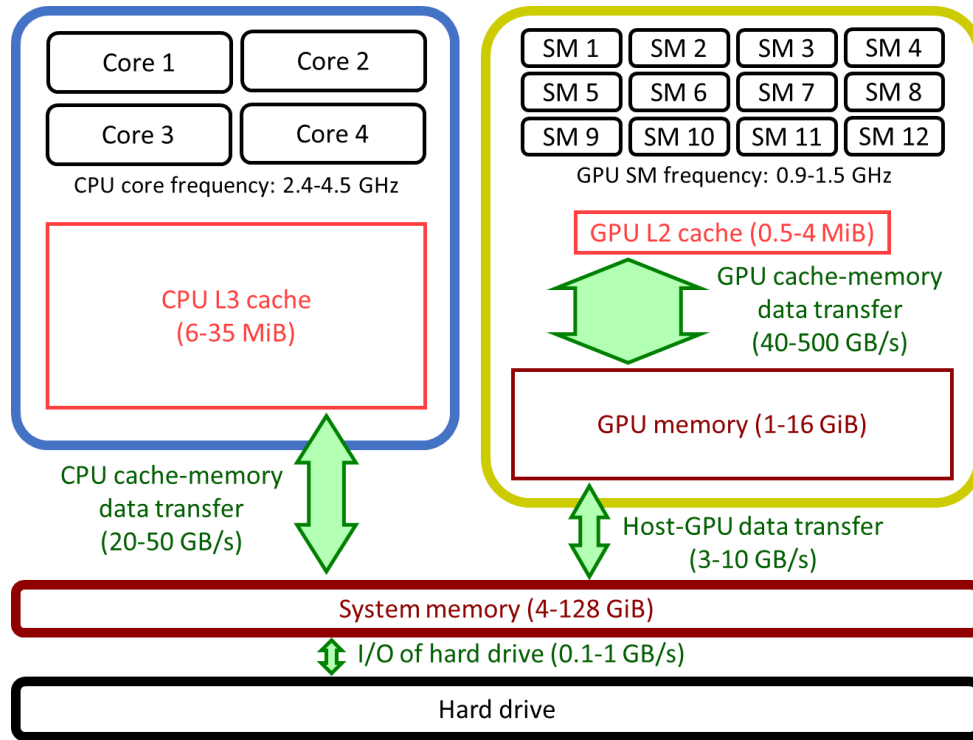 Core 1
Core 2
Core 3
Core 4
CPU core frequency: 2.4-4.5 GHz
CPU L3 cache
(6-35 MiB)
SM 1
SM 2
SM 3
SM 4
SM 5
SM 6
SM 7
SM 8
SM 9
SM 10
SM 11
SM 12
GPU SM frequency: 0.9-1.5 GHz
GPU L2 cache (0.5-4 MiB)
GPU cache-memory
data transfer
(40-500 GB/s)
GPU memory (1-16 GiB)
CPU cache-memory
data transfer
(20-50 GB/s)
Host-GPU data transfer
(3-10 GB/s)
System memory (4-128 GiB)
I/O of hard drive (0.1-1 GB/s)
Hard drive